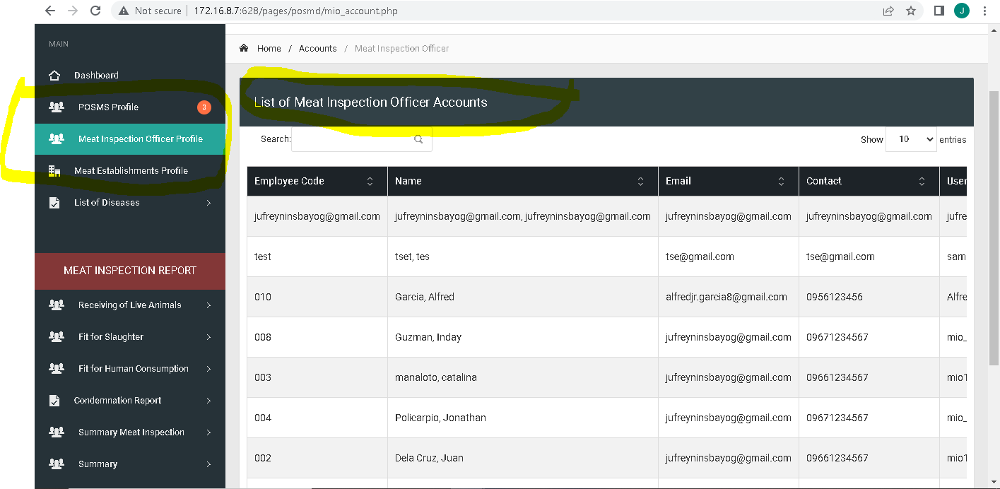 Not secure 172.16.8.7:628/pages/posmd/mio_account.php J
MAIN
Dashboard
POSMS Profile 3
Meat Inspection Officer Profile
Meat Establishments Profile
List of Diseases
MEAT INSPECTION REPORT
Receiving of Live Animals
Fit for Slaughter
Fit for Human Consumption
Condemnation Report
Summary Meat Inspection
Summary
Home / Accounts / Meat Inspection Officer
List of Meat Inspection Officer Accounts
Search: Show 10 entries
Employee Code Name Email Contact User
jufreyninsbayog@gmail.com jufreyninsbayog@gmail.com, jufreyninsbayog@gmail.com jufreyninsbayog@gmail.com jufreyninsbayog@gmail.com jufre
test tset, tes tse@gmail.com tse@gmail.com sam
010 Garcia, Alfred alfredjr.garcia8@gmail.com 0956123456 Alfre
008 Guzman, Inday jufreyninsbayog@gmail.com 09671234567 mio_
003 manaloto, catalina jufreyninsbayog@gmail.com 09661234567 mio1
004 Policarpio, Jonathan jufreyninsbayog@gmail.com 09671234567 mio_
002 Dela Cruz, Juan jufreyninsbayog@gmail.com 09661234567 mio1